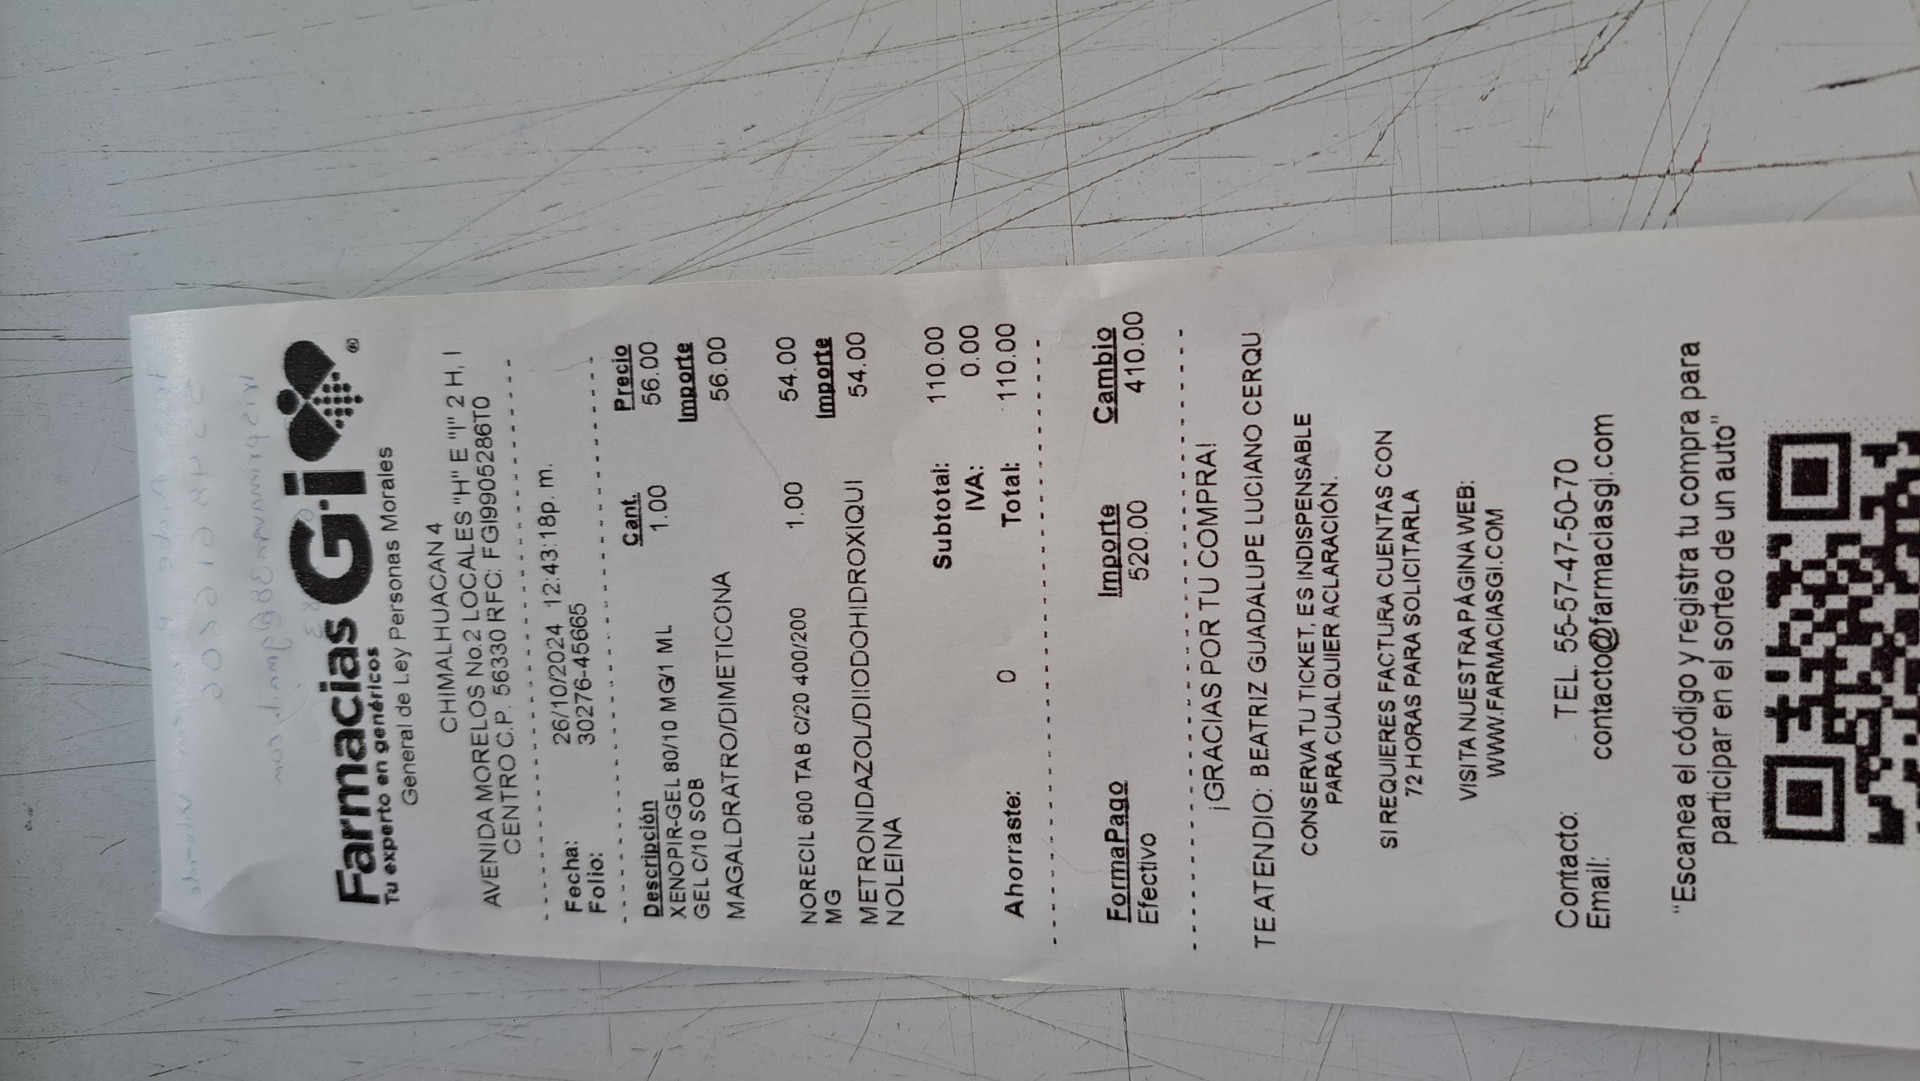 Farmacias Gi®
Tu experto en genéricos
General de Ley Personas Morales
CHIMALHUACAN 4
AVENIDA MORELOS No.2 LOCALES "H" E "I" 2 H, I
CENTRO C.P. 56330 RFC: FGI9905286T0
Fecha: 26/10/2024 12:43:18p. m.
Folio: 30276-45665
Descripción Cant. Precio
XENOPIR-GEL 80/10 MG/1 ML 1.00 56.00
GEL C/10 SOB Importe
MAGALDRATRO/DIMETICONA 56.00
NORECIL 600 TAB C/20 400/200 1.00 54.00
MG Importe
METRONIDAZOL/DIIODOHIDROXIQUI 54.00
NOLEINA
Subtotal: 110.00
IVA: 0.00
Ahorraste: 0 Total: 110.00
FormaPago Importe Cambio
Efectivo 520.00 410.00
¡GRACIAS POR TU COMPRA!
TE ATENDIO: BEATRIZ GUADALUPE LUCIANO CERQU
CONSERVA TU TICKET, ES INDISPENSABLE
PARA CUALQUIER ACLARACIÓN.
SI REQUIERES FACTURA CUENTAS CON
72 HORAS PARA SOLICITARLA
VISITA NUESTRA PÁGINA WEB:
WWW.FARMACIASGI.COM
Contacto: TEL. 55-57-47-50-70
Email: contacto@farmaciasgi.com
"Escanea el código y registra tu compra para
participar en el sorteo de un auto"